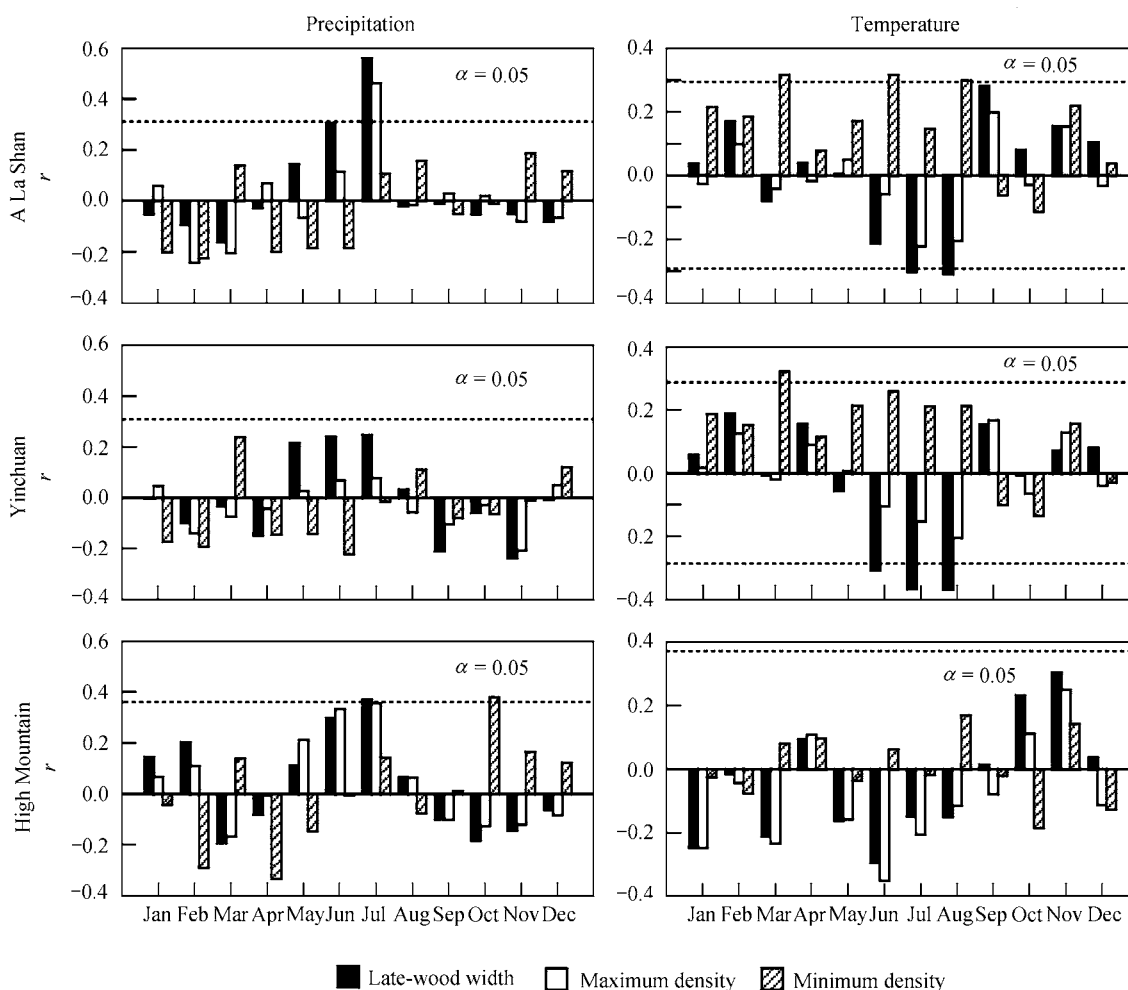 Precipitation
Temperature
0.6
0.4
0.2
0.0
−0.2
−0.4
α = 0.05
A La Shan
r
0.4
0.2
0.0
−0.2
−0.4
α = 0.05
0.6
0.4
0.2
0.0
−0.2
−0.4
α = 0.05
Yinchuan
r
0.4
0.2
0.0
−0.2
−0.4
α = 0.05
0.6
0.4
0.2
0.0
−0.2
−0.4
α = 0.05
High Mountain
r
0.4
0.2
0.0
−0.2
0.4
α = 0.05
Jan Feb Mar Apr May Jun Jul Aug Sep Oct Nov Dec
Jan Feb Mar Apr May Jun Jul Aug Sep Oct Nov Dec
Late-wood width
Maximum density
Minimum density